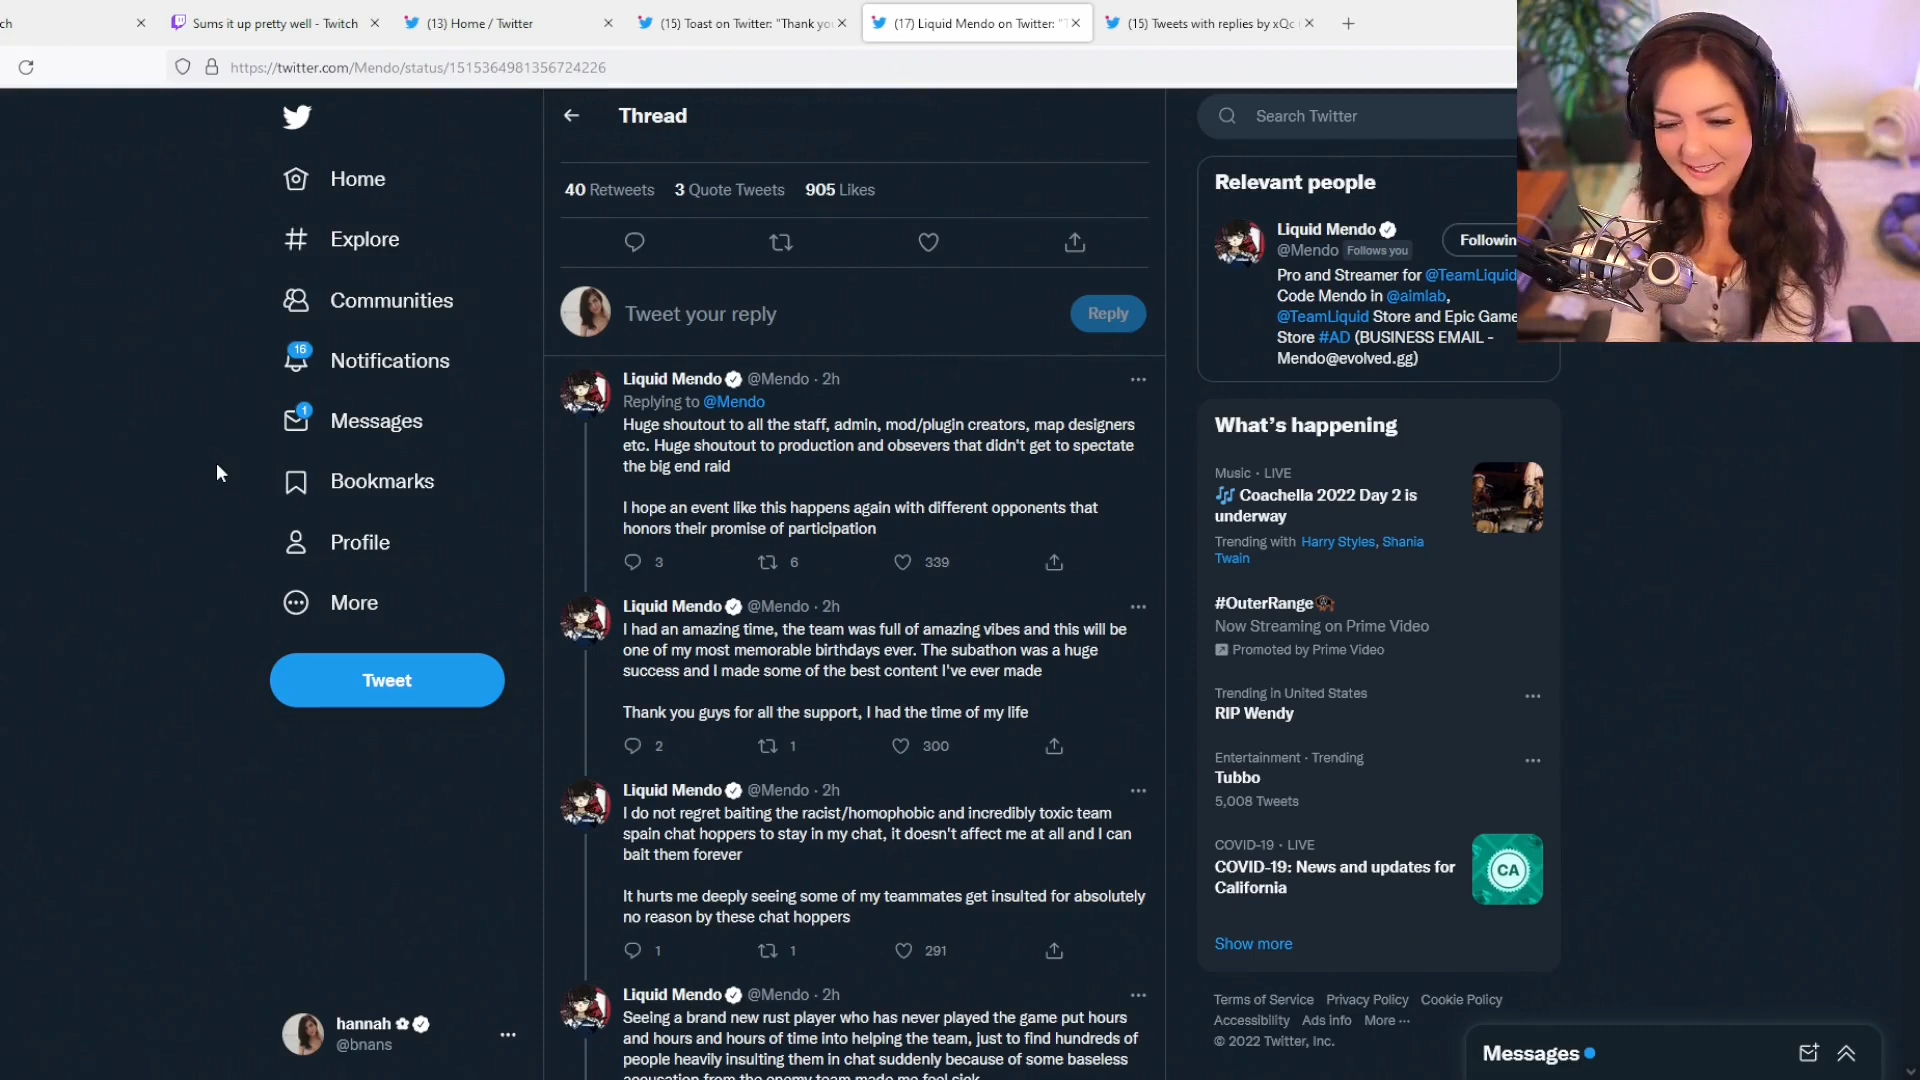 ch
Sums it up pretty well - Twitch
(13) Home / Twitter
(15) Toast on Twitter: "Thank you
(17) Liquid Mendo on Twitter: "T
(15) Tweets with replies by xQc
https://twitter.com/Mendo/status/1515364981356724226
Home
Explore
Communities
16
Notifications
1
Messages
Bookmarks
Profile
More
Tweet
hannah
@bnans
Thread
40 Retweets 3 Quote Tweets 905 Likes
Tweet your reply
Reply
Liquid Mendo @Mendo · 2h
Replying to @Mendo
Huge shoutout to all the staff, admin, mod/plugin creators, map designers
etc. Huge shoutout to production and obsevers that didn't get to spectate
the big end raid
I hope an event like this happens again with different opponents that
honors their promise of participation
3 6 339
Liquid Mendo @Mendo · 2h
I had an amazing time, the team was full of amazing vibes and this will be
one of my most memorable birthdays ever. The subathon was a huge
success and I made some of the best content I've ever made
Thank you guys for all the support, I had the time of my life
2 1 300
Liquid Mendo @Mendo · 2h
I do not regret baiting the racist/homophobic and incredibly toxic team
spain chat hoppers to stay in my chat, it doesn't affect me at all and I can
bait them forever
It hurts me deeply seeing some of my teammates get insulted for absolutely
no reason by these chat hoppers
1 1 291
Liquid Mendo @Mendo · 2h
Seeing a brand new rust player who has never played the game put hours
and hours and hours of time into helping the team, just to find hundreds of
people heavily insulting them in chat suddenly because of some baseless
accusation from the enemy team made me feel sick
Search Twitter
Relevant people
Liquid Mendo
@Mendo Follows you
Followin
Pro and Streamer for @TeamLiquid
Code Mendo in @aimlab,
@TeamLiquid Store and Epic Game
Store #AD (BUSINESS EMAIL -
Mendo@evolved.gg)
What's happening
Music · LIVE
🎶 Coachella 2022 Day 2 is
underway
Trending with Harry Styles, Shania
Twain
#OuterRange
Now Streaming on Prime Video
Promoted by Prime Video
Trending in United States
RIP Wendy
Entertainment · Trending
Tubbo
5,008 Tweets
COVID-19 · LIVE
COVID-19: News and updates for
California
CA
Show more
Terms of Service Privacy Policy Cookie Policy
Accessibility Ads info More ···
© 2022 Twitter, Inc.
Messages